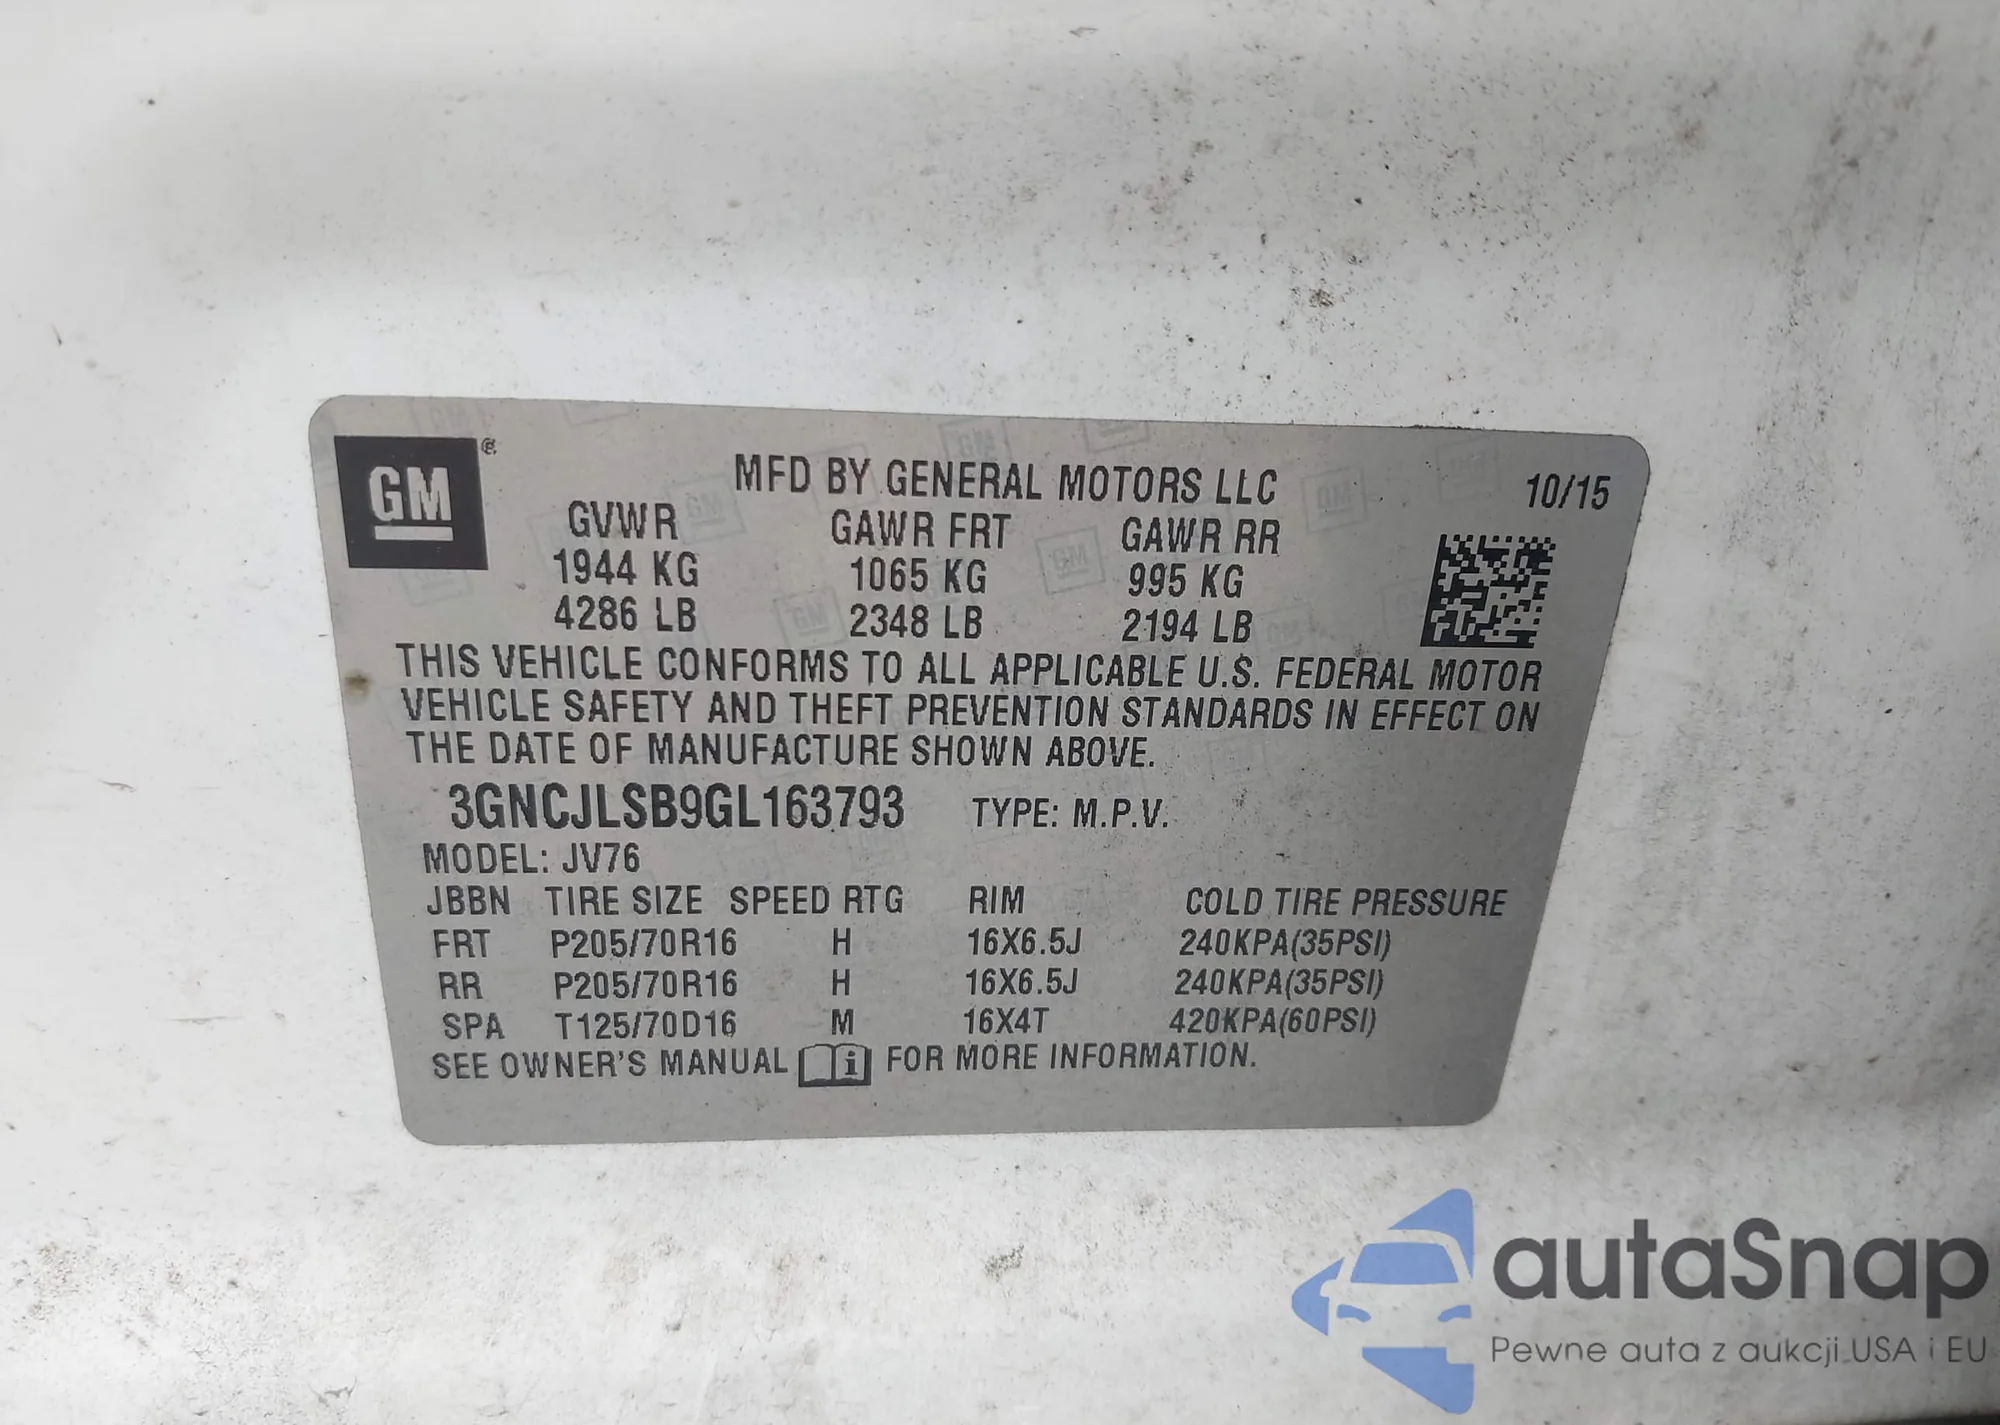 GM ®
MFD BY GENERAL MOTORS LLC 10/15
GVWR GAWR FRT GAWR RR
1944 KG 1065 KG 995 KG
4286 LB 2348 LB 2194 LB
THIS VEHICLE CONFORMS TO ALL APPLICABLE U.S. FEDERAL MOTOR
VEHICLE SAFETY AND THEFT PREVENTION STANDARDS IN EFFECT ON
THE DATE OF MANUFACTURE SHOWN ABOVE.
3GNCJLSB9GL163793 TYPE: M.P.V.
MODEL: JV76
JBBN TIRE SIZE SPEED RTG RIM COLD TIRE PRESSURE
FRT P205/70R16 H 16X6.5J 240KPA(35PSI)
RR P205/70R16 H 16X6.5J 240KPA(35PSI)
SPA T125/70D16 M 16X4T 420KPA(60PSI)
SEE OWNER'S MANUAL i FOR MORE INFORMATION.
autaSnap
Pewne auta z aukcji USA i EU